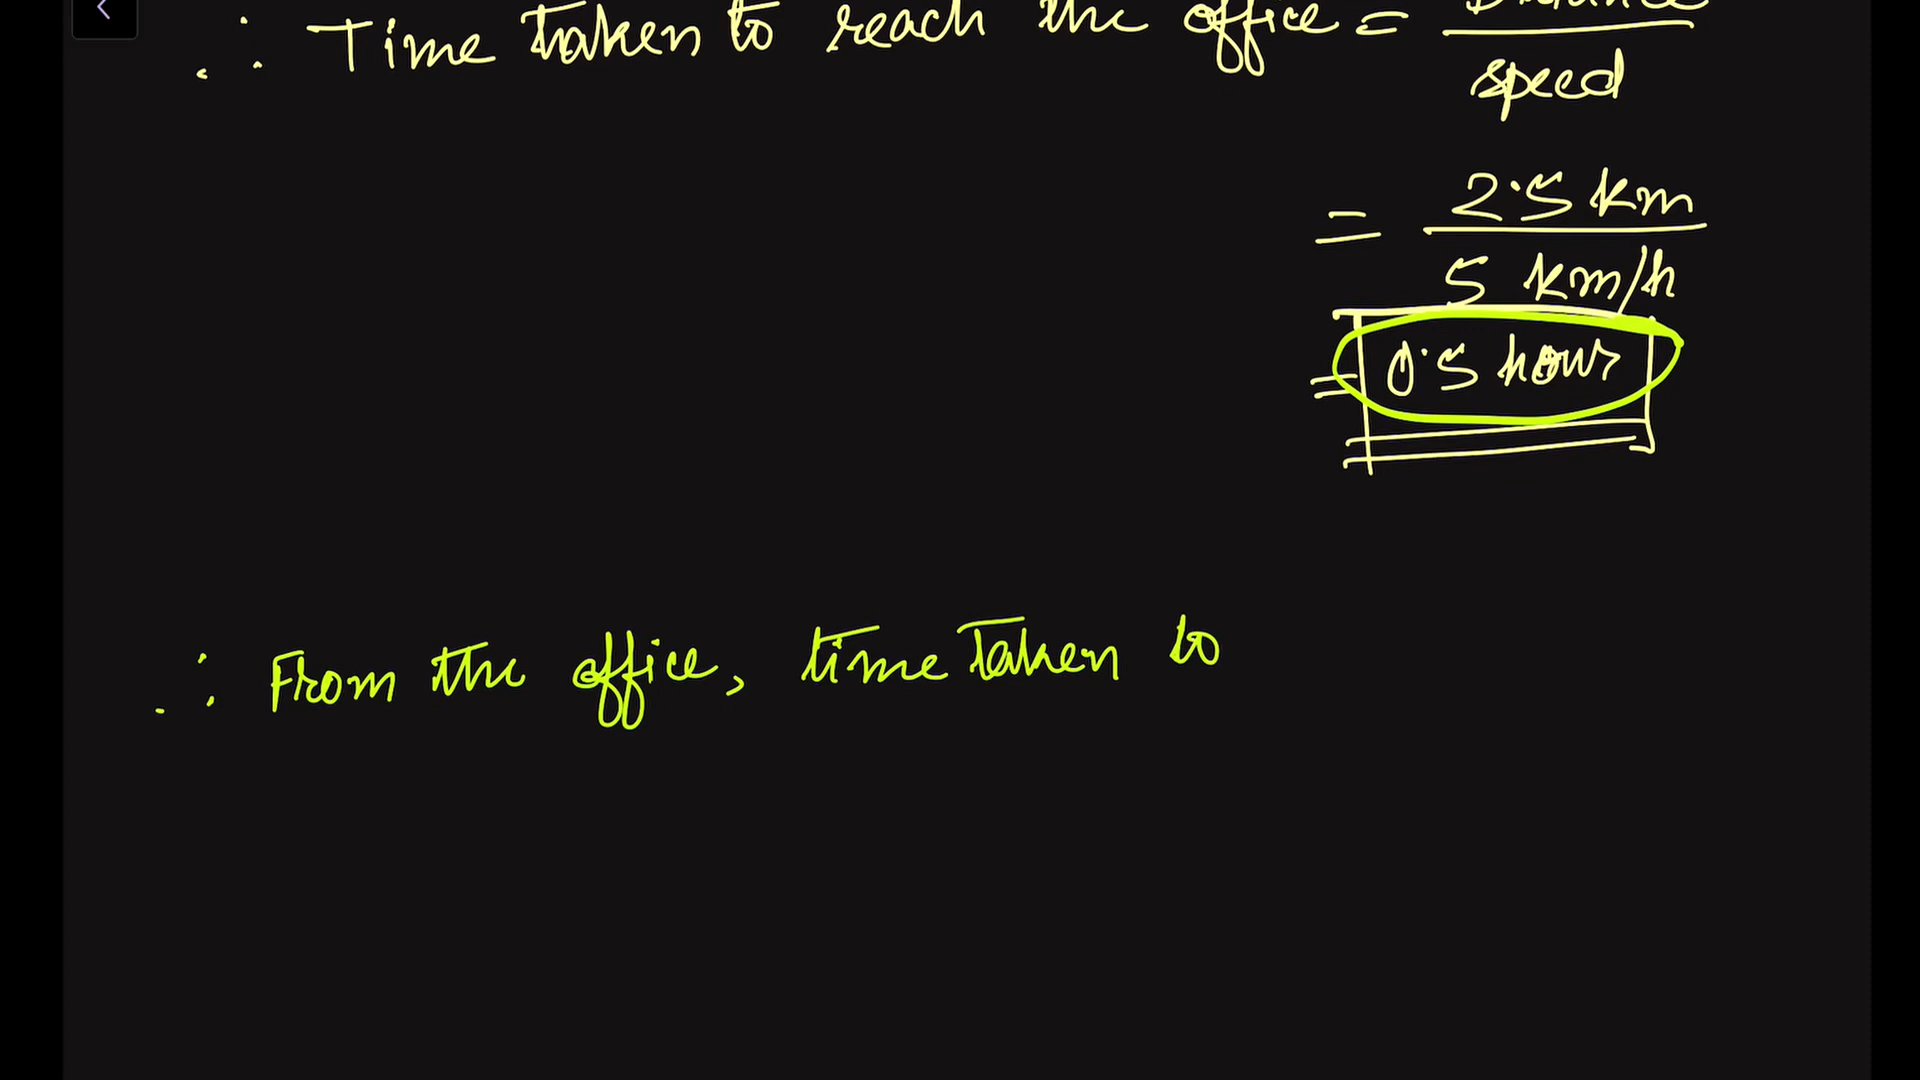 ∴ Time taken to reach the office = Distance
speed
= 2.5 km
5 km/h
= 0.5 hour
∴ From the office, time taken to